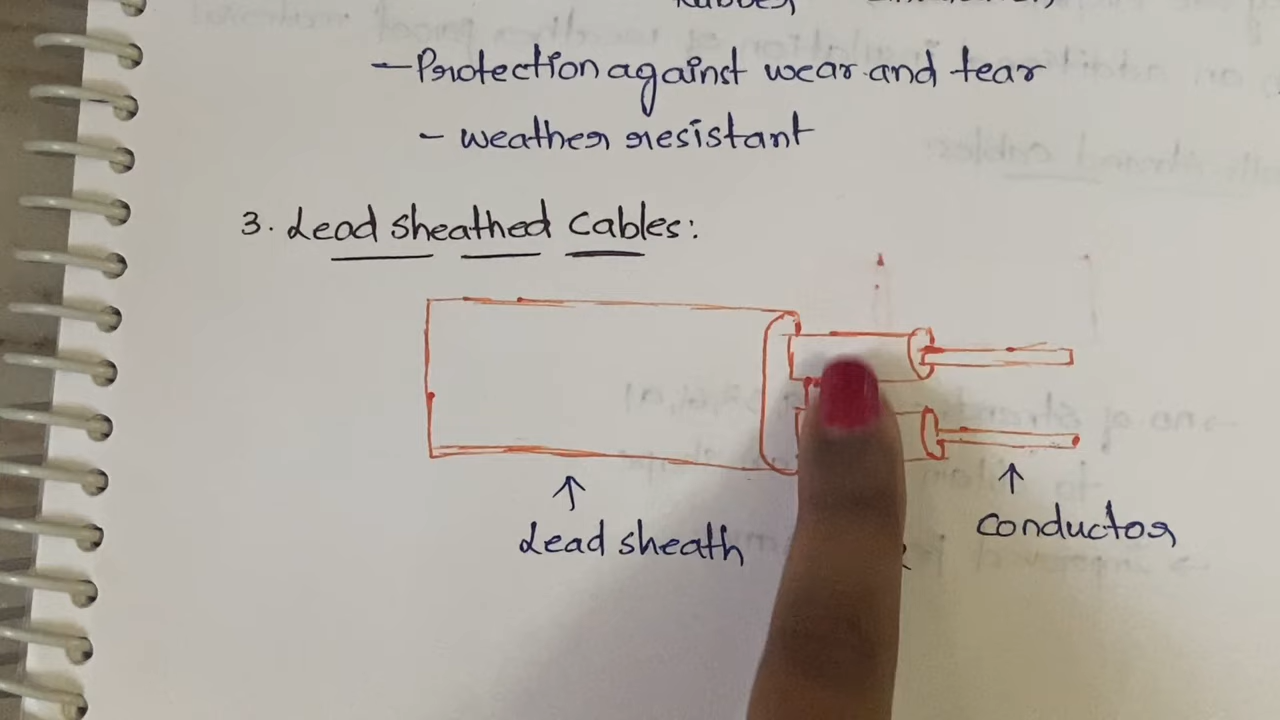 – Protection against wear and tear
– weather resistant
3. Lead sheathed Cables:
Lead sheath
conductor